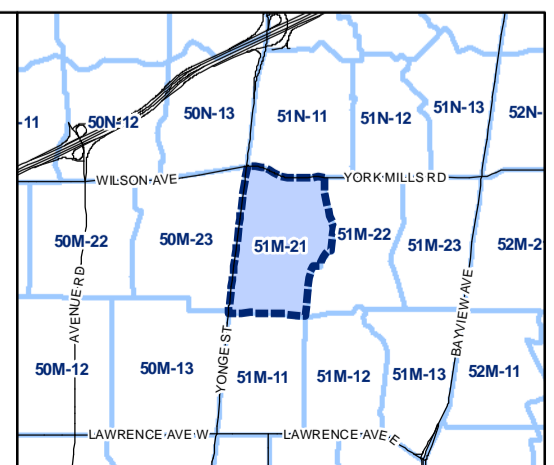 51N-13
50N-13
51N-11
51N-12
52N-
-11
50N-12
WILSON AVE
YORK MILLS RD
50M-22
50M-23
51M-21
51M-22
51M-23
52M-2
AVENUE RD
BAYVIEW AVE
YONGE ST
50M-12
50M-13
51M-11
51M-12
51M-13
52M-11
LAWRENCE AVE W
LAWRENCE AVE E